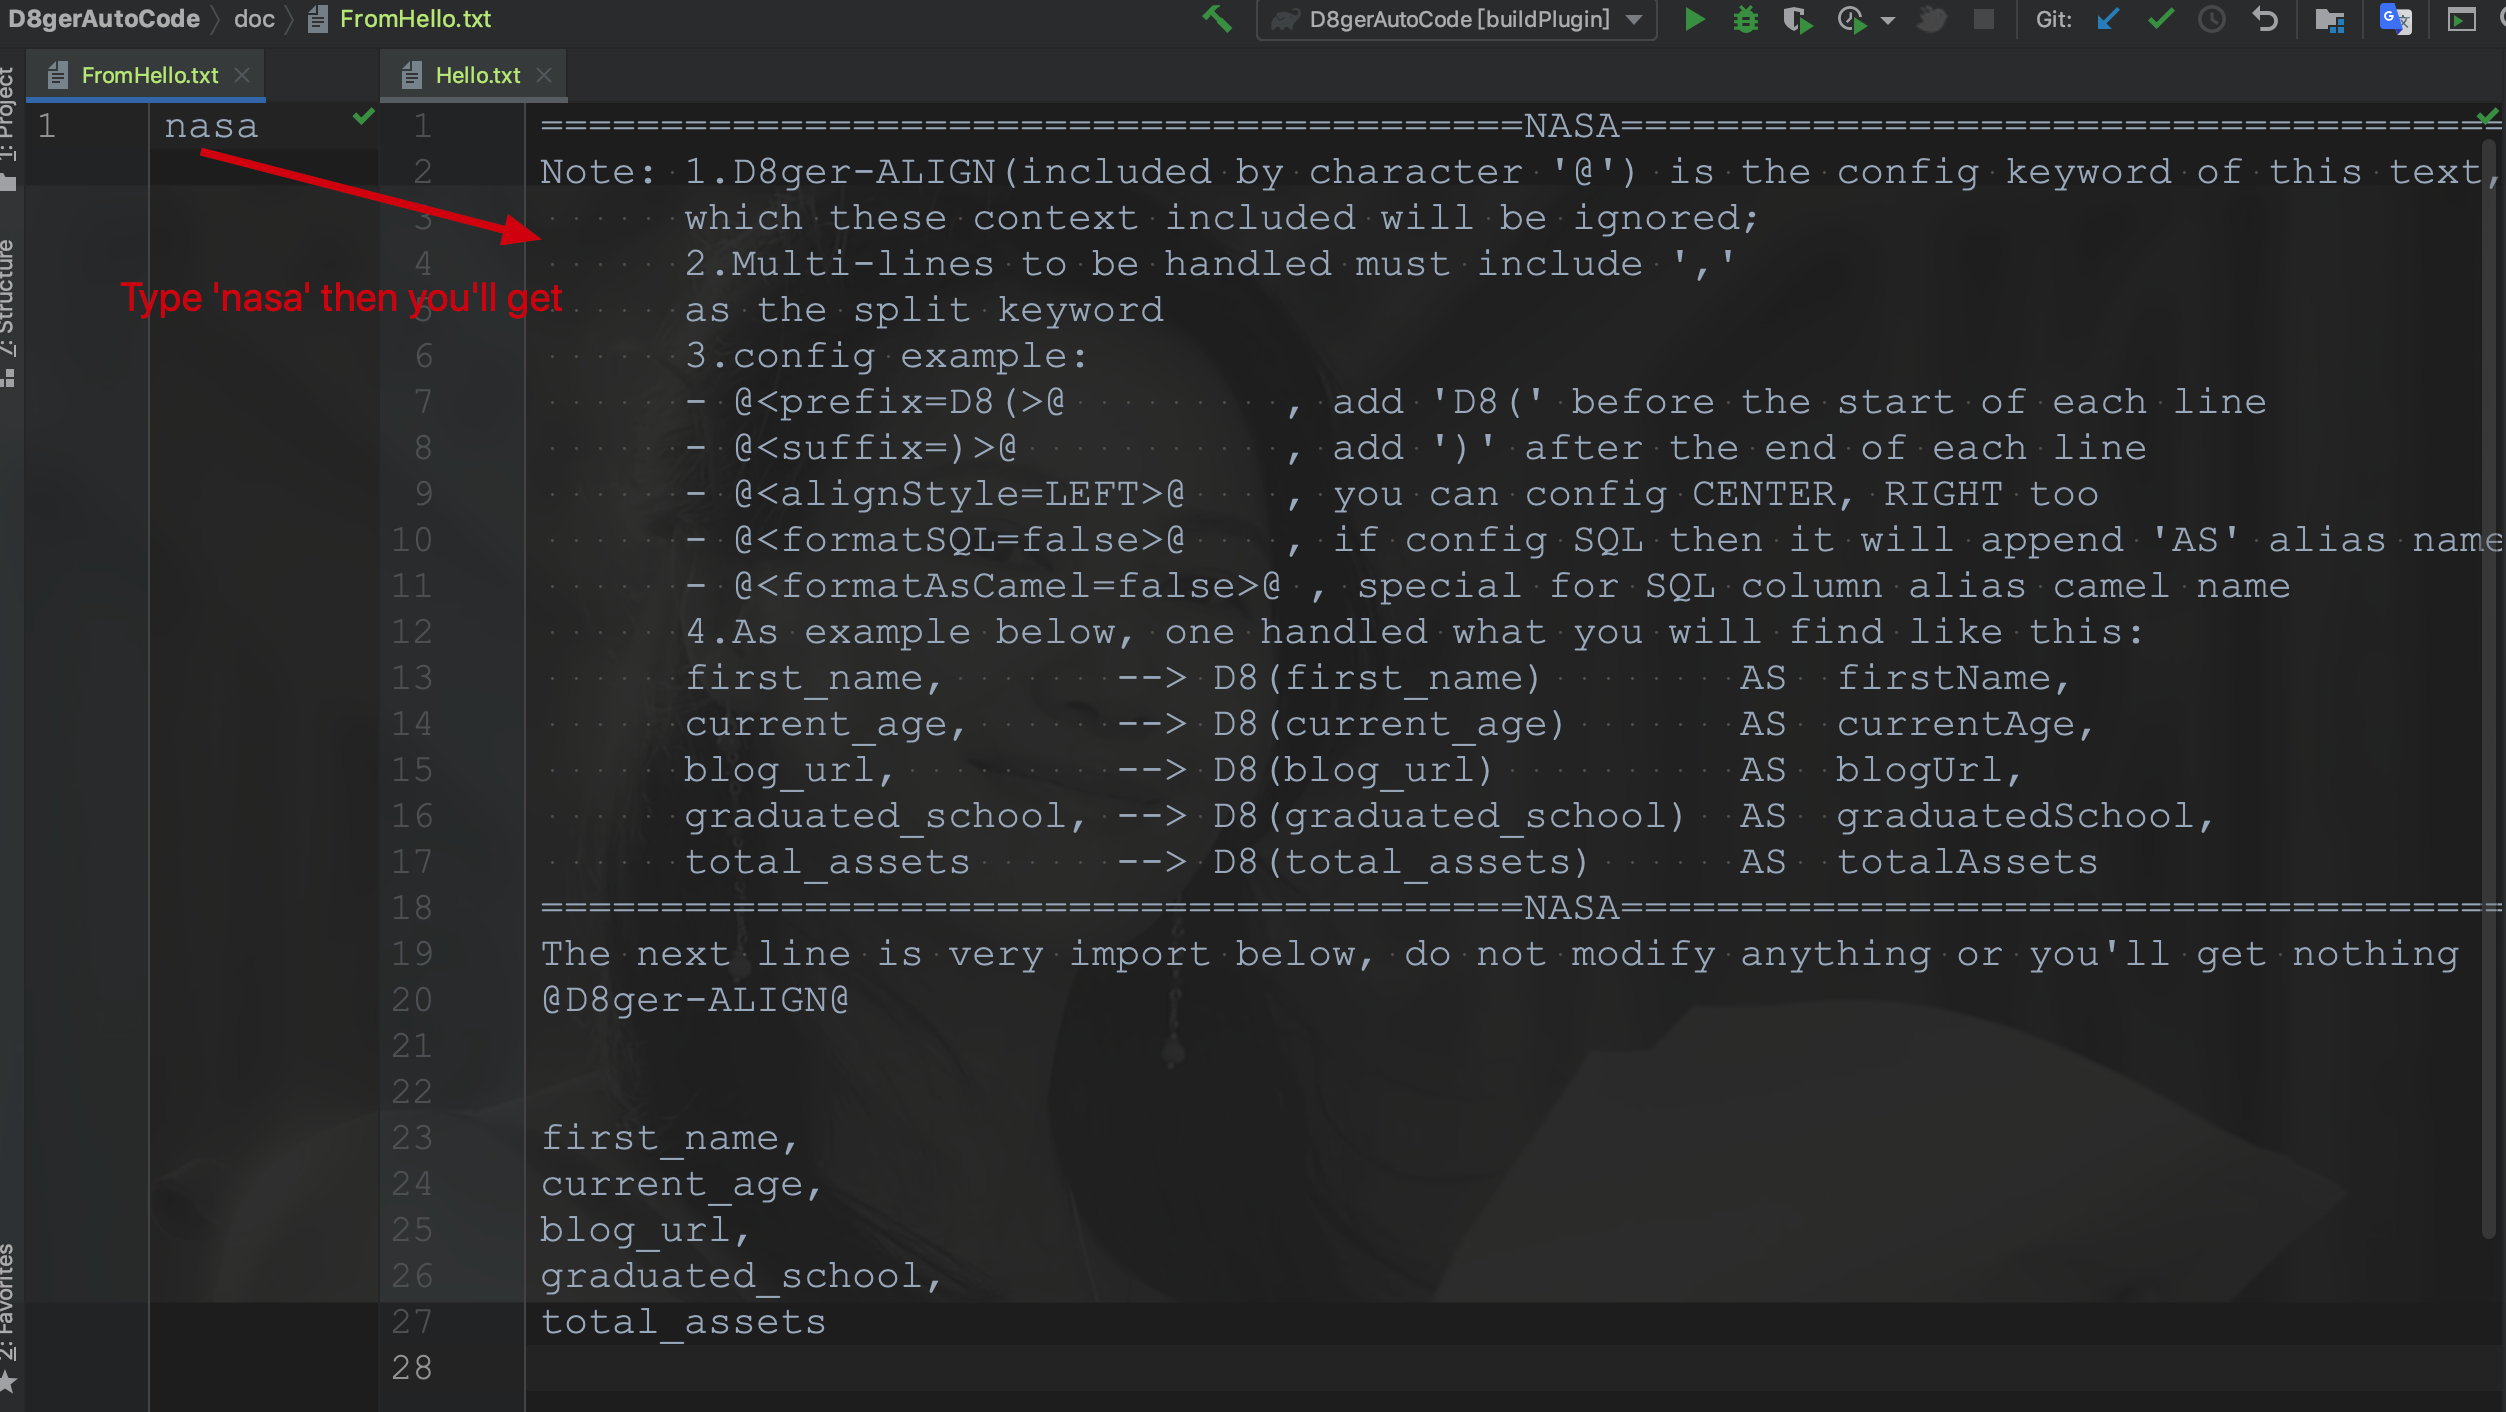 D8gerAutoCode doc FromHello.txt D8gerAutoCode [buildPlugin] Git:
FromHello.txt Hello.txt
1: Project
7: Structure
2: Favorites
1 nasa
Type 'nasa' then you'll get
1 =========================================NASA=====================================
2 Note: 1.D8ger-ALIGN(included by character '@') is the config keyword of this text,
3 which these context included will be ignored;
4 2.Multi-lines to be handled must include ','
5 as the split keyword
6 3.config example:
7 - @<prefix=D8(>@ , add 'D8(' before the start of each line
8 - @<suffix=)>@ , add ')' after the end of each line
9 - @<alignStyle=LEFT>@ , you can config CENTER, RIGHT too
10 - @<formatSQL=false>@ , if config SQL then it will append 'AS' alias name
11 - @<formatAsCamel=false>@ , special for SQL column alias camel name
12 4.As example below, one handled what you will find like this:
13 first_name, --> D8(first_name) AS firstName,
14 current_age, --> D8(current_age) AS currentAge,
15 blog_url, --> D8(blog_url) AS blogUrl,
16 graduated_school, --> D8(graduated_school) AS graduatedSchool,
17 total_assets --> D8(total_assets) AS totalAssets
18 =========================================NASA=====================================
19 The next line is very import below, do not modify anything or you'll get nothing
20 @D8ger-ALIGN@
21
22
23 first_name,
24 current_age,
25 blog_url,
26 graduated_school,
27 total_assets
28